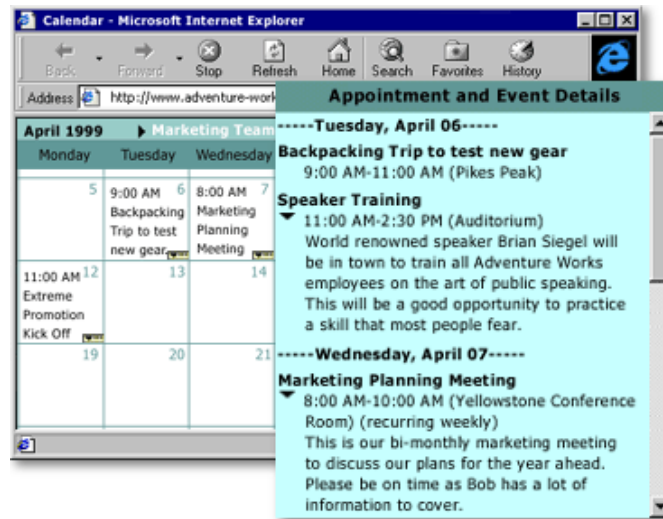 Calendar - Microsoft Internet Explorer
Back
Forward
Stop
Refresh
Home
Search
Favorites
History
Address
http://www.adventure-work
April 1999
Marketing Team
Monday
Tuesday
Wednesday
5
6
9:00 AM
Backpacking
Trip to test
new gear
7
8:00 AM
Marketing
Planning
Meeting
12
11:00 AM
Extreme
Promotion
Kick Off
13
14
19
20
21
Appointment and Event Details
-----Tuesday, April 06-----
Backpacking Trip to test new gear
9:00 AM-11:00 AM (Pikes Peak)
Speaker Training
11:00 AM-2:30 PM (Auditorium)
World renowned speaker Brian Siegel will
be in town to train all Adventure Works
employees on the art of public speaking.
This will be a good opportunity to practice
a skill that most people fear.
-----Wednesday, April 07-----
Marketing Planning Meeting
8:00 AM-10:00 AM (Yellowstone Conference
Room) (recurring weekly)
This is our bi-monthly marketing meeting
to discuss our plans for the year ahead.
Please be on time as Bob has a lot of
information to cover.